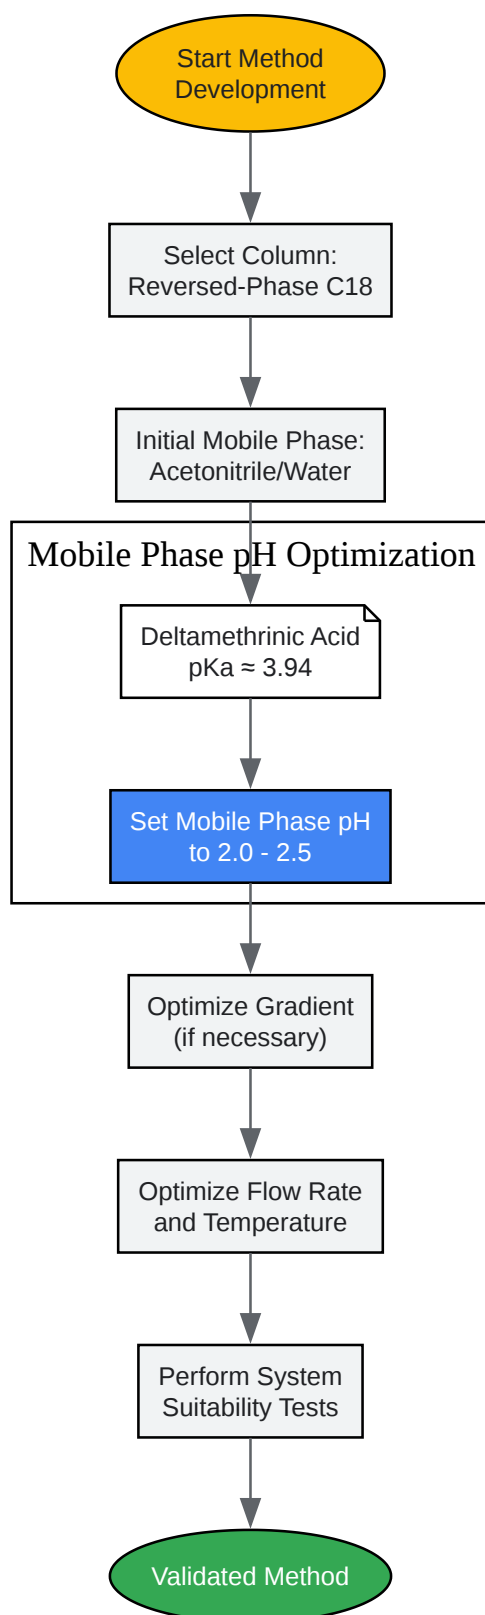 Start Method
Development
Select Column:
Reversed-Phase C18
Initial Mobile Phase:
Acetonitrile/Water
Mobile Phase pH Optimization
Deltamethrinic Acid
pKa ≈ 3.94
Set Mobile Phase pH
to 2.0 - 2.5
Optimize Gradient
(if necessary)
Optimize Flow Rate
and Temperature
Perform System
Suitability Tests
Validated Method